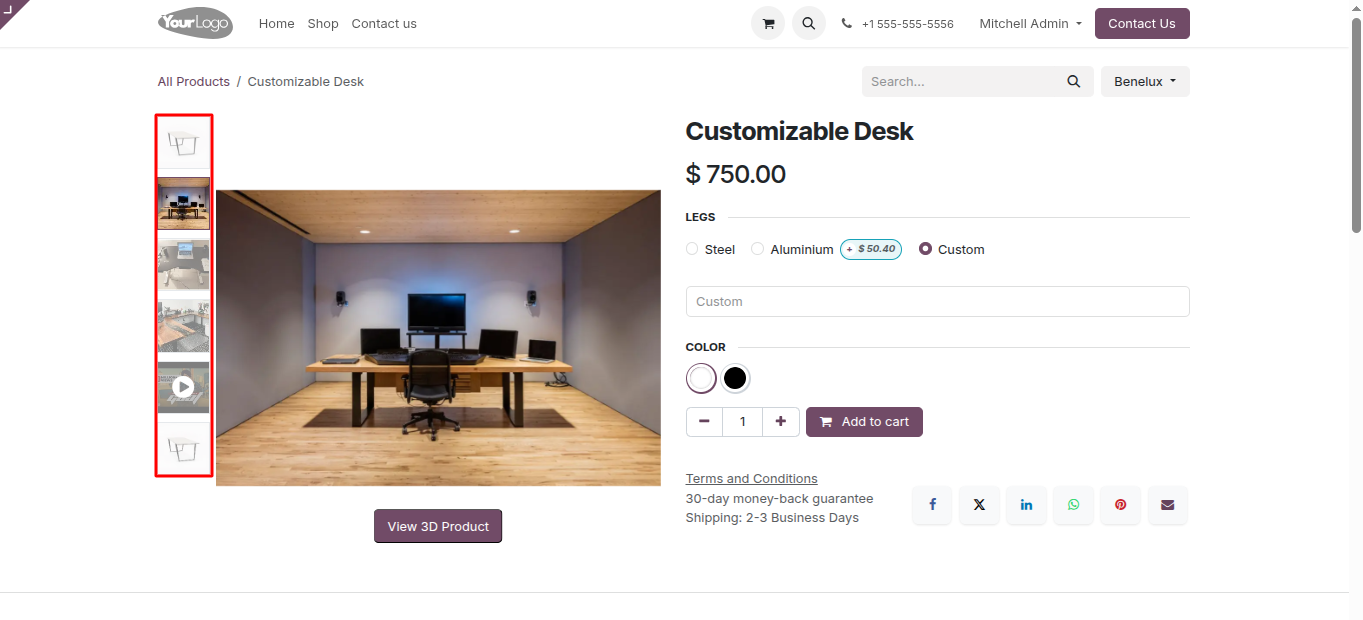 YourLogo
Home Shop Contact us
+1 555-555-5556
Mitchell Admin
Contact Us
All Products / Customizable Desk
Search...
Benelux
Customizable Desk
$ 750.00
LEGS
Steel
Aluminium + $ 50.40
Custom
Custom
COLOR
1
Add to cart
View 3D Product
Terms and Conditions
30-day money-back guarantee
Shipping: 2-3 Business Days